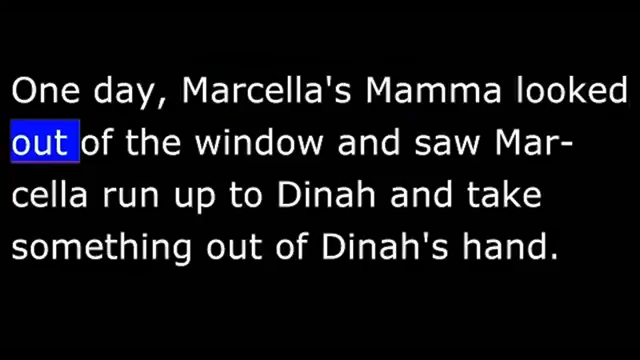 One day, Marcella's Mamma looked
out of the window and saw Mar-
cella run up to Dinah and take
something out of Dinah's hand.